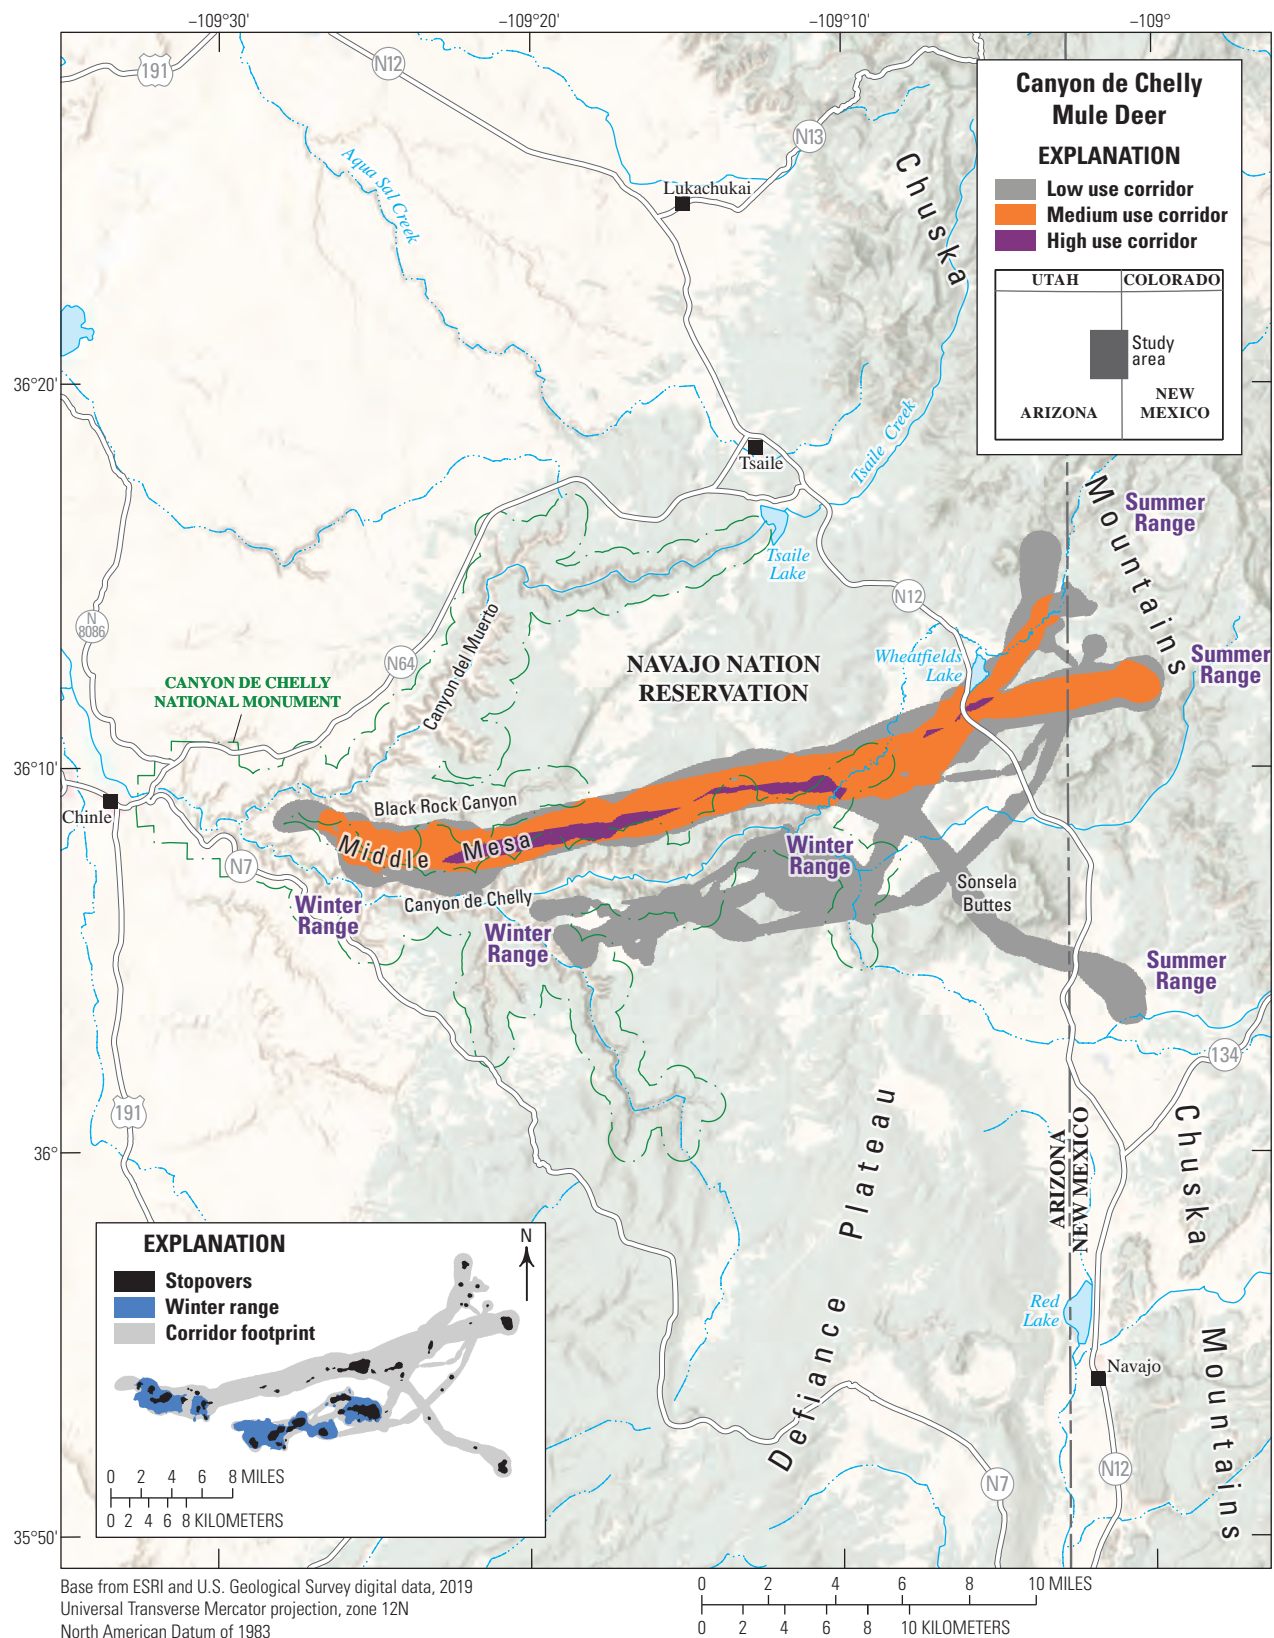 −109°30'
−109°20'
−109°10'
−109°
36°20'
36°10'
36°
35°50'
Canyon de Chelly
Mule Deer
EXPLANATION
Low use corridor
Medium use corridor
High use corridor
UTAH
COLORADO
Study
area
ARIZONA
NEW
MEXICO
191
N12
N13
Aqua Sal Creek
Lukachukai
Chuska
Tsaile
Tsaile Creek
Mountains
Summer
Range
Tsaile
Lake
N12
N
8086
N64
Canyon del Muerto
NAVAJO NATION
RESERVATION
Wheatfields
Lake
Summer
Range
CANYON DE CHELLY
NATIONAL MONUMENT
Chinle
Black Rock Canyon
Middle Mesa
N7
Winter
Range
Canyon de Chelly
Winter
Range
Winter
Range
Sonsela
Buttes
Summer
Range
134
191
ARIZONA
NEW MEXICO
Chuska
Defiance Plateau
Red
Lake
Navajo
Mountains
N7
N12
EXPLANATION
Stopovers
Winter range
Corridor footprint
N
0 2 4 6 8 MILES
0 2 4 6 8 KILOMETERS
Base from ESRI and U.S. Geological Survey digital data, 2019
Universal Transverse Mercator projection, zone 12N
North American Datum of 1983
0 2 4 6 8 10 MILES
0 2 4 6 8 10 KILOMETERS